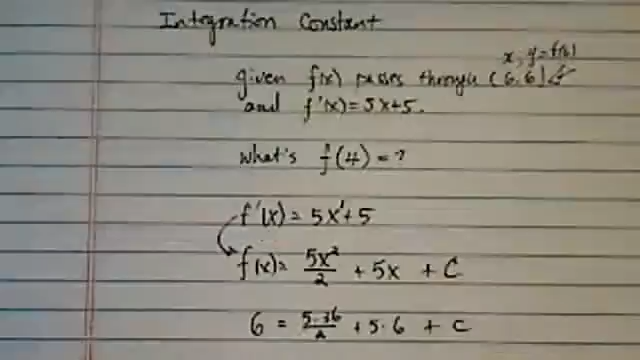 Integration Constant
x, y=f(x)
given f(x) passes through (6,6)
and f'(x)=5x+5.
what's f(4)=?
f'(x)= 5x¹+5
f(x)= 5x²/2 + 5x + C
6 = 5·36/2 + 5·6 + C